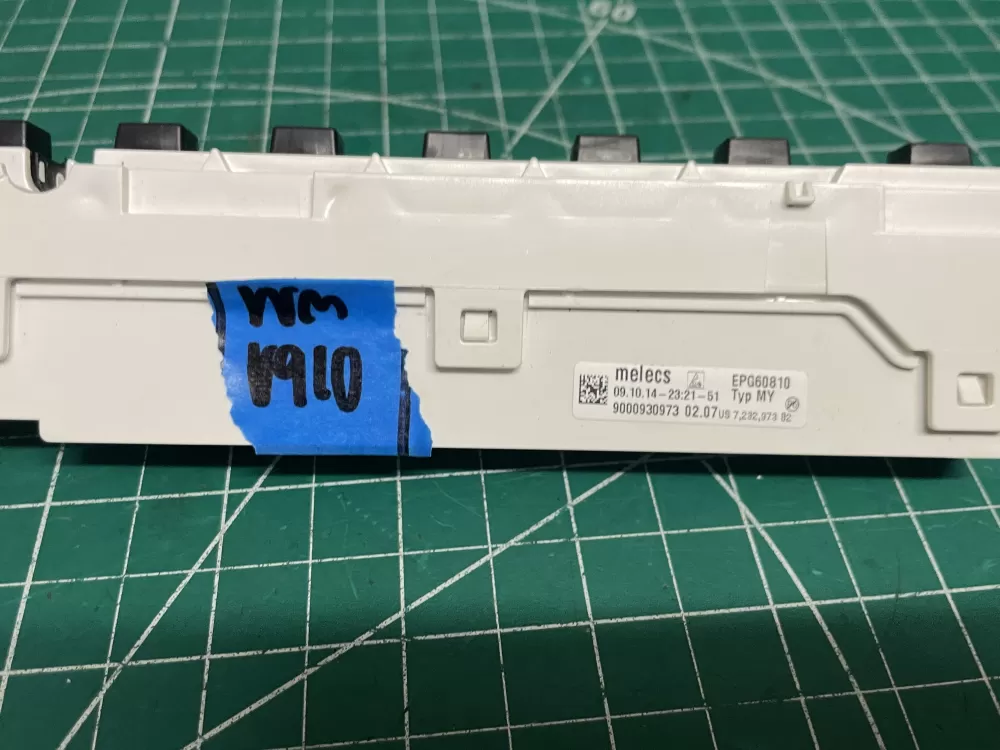 WM
V910
melecs EPG60810
09.10.14-23:21-51 Typ MY
9000930973 02.07 US 7,232,973 B2